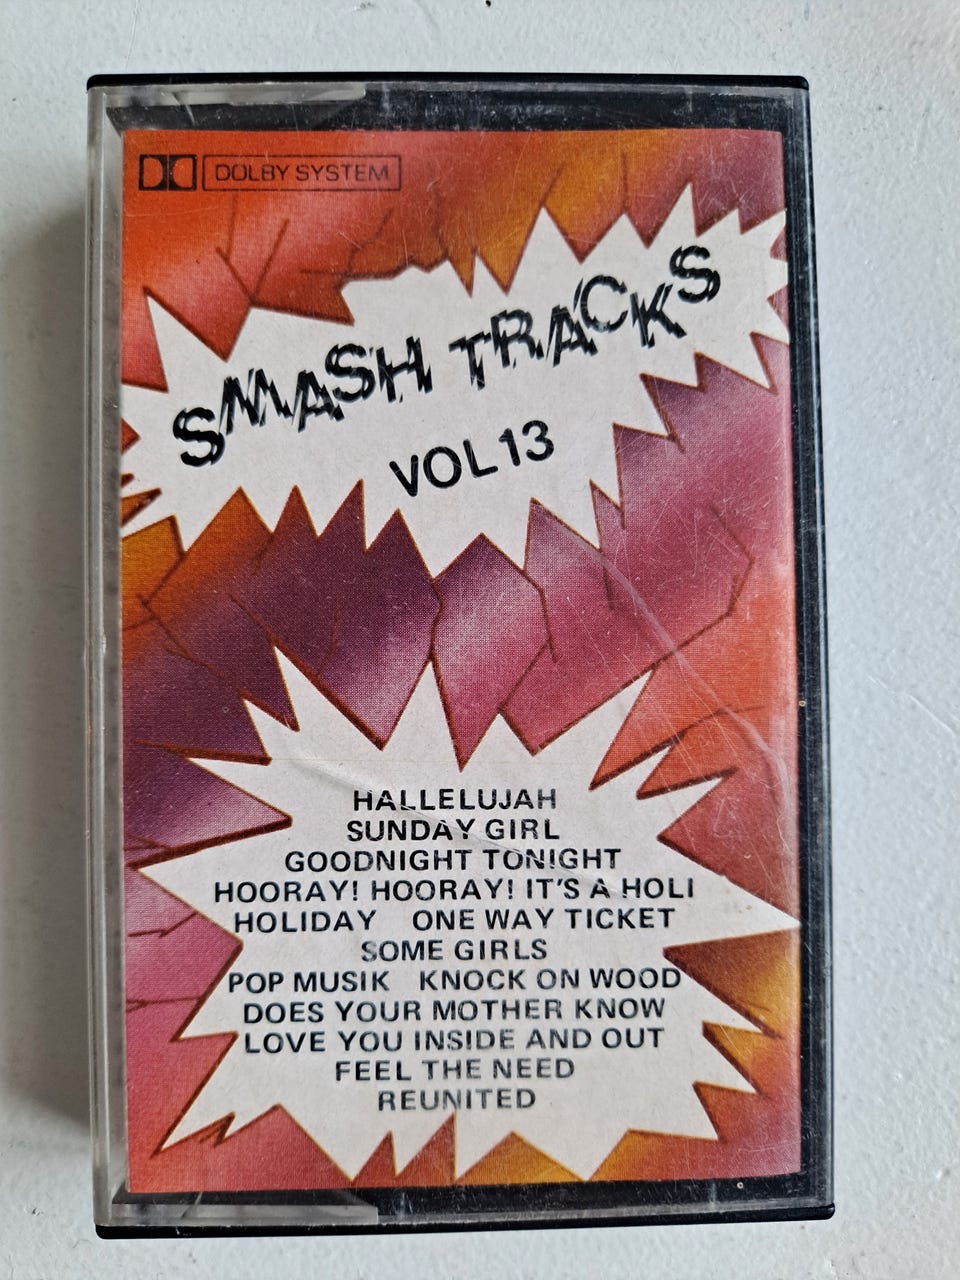 DOLBY SYSTEM
SMASH TRACKS
VOL 13
HALLELUJAH
SUNDAY GIRL
GOODNIGHT TONIGHT
HOORAY! HOORAY! IT'S A HOLI
HOLIDAY ONE WAY TICKET
SOME GIRLS
POP MUSIK KNOCK ON WOOD
DOES YOUR MOTHER KNOW
LOVE YOU INSIDE AND OUT
FEEL THE NEED
REUNITED